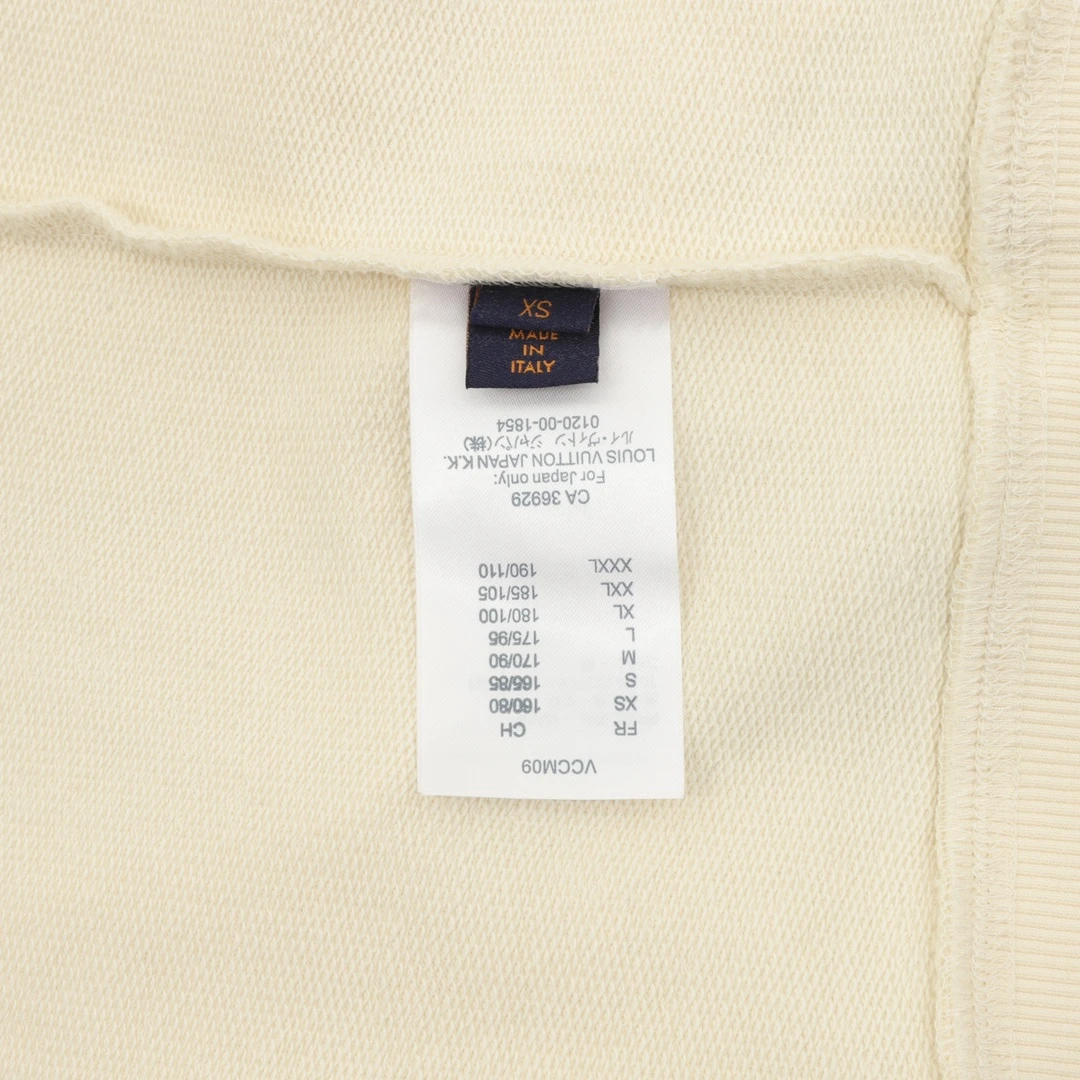 XS
MADE
IN
ITALY
VCCM09
FR CH
XS 160/80
S 165/85
M 170/90
L 175/95
XL 180/100
XXL 185/105
XXXL 190/110
CA 36929
For Japan only:
LOUIS VUITTON JAPAN K.K.
ルイ・ヴィトン ジャパン(株)
0120-00-1854